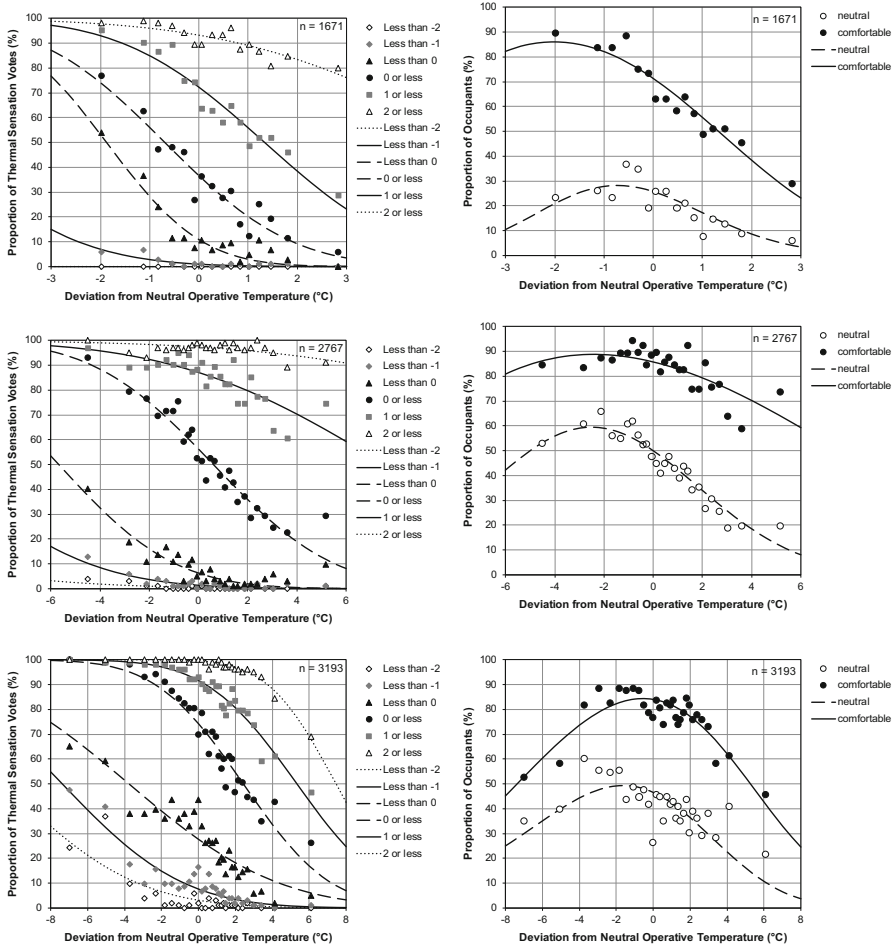 Proportion of Thermal Sensation Votes (%)
100
90
80
70
60
50
40
30
20
10
0
n = 1671
-3
-2
-1
0
1
2
3
Deviation from Neutral Operative Temperature (°C)
Less than -2
Less than -1
Less than 0
0 or less
1 or less
2 or less
Less than -2
Less than -1
Less than 0
0 or less
1 or less
2 or less
Proportion of Occupants (%)
100
90
80
70
60
50
40
30
20
10
0
n = 1671
-3
-2
-1
0
1
2
3
Deviation from Neutral Operative Temperature (°C)
neutral
comfortable
neutral
comfortable
Proportion of Thermal Sensation Votes (%)
100
90
80
70
60
50
40
30
20
10
0
n = 2767
-6
-4
-2
0
2
4
6
Deviation from Neutral Operative Temperature (°C)
Less than -2
Less than -1
Less than 0
0 or less
1 or less
2 or less
Less than -2
Less than -1
Less than 0
0 or less
1 or less
2 or less
Proportion of Occupants (%)
100
90
80
70
60
50
40
30
20
10
0
n = 2767
-6
-4
-2
0
2
4
6
Deviation from Neutral Operative Temperature (°C)
neutral
comfortable
neutral
comfortable
Proportion of Thermal Sensation Votes (%)
100
90
80
70
60
50
40
30
20
10
0
n = 3193
-8
-6
-4
-2
0
2
4
6
8
Deviation from Neutral Operative Temperature (°C)
Less than -2
Less than -1
Less than 0
0 or less
1 or less
2 or less
Less than -2
Less than -1
Less than 0
0 or less
1 or less
2 or less
Proportion of Occupants (%)
100
90
80
70
60
50
40
30
20
10
0
n = 3193
-8
-6
-4
-2
0
2
4
6
8
Deviation from Neutral Operative Temperature (°C)
neutral
comfortable
neutral
comfortable